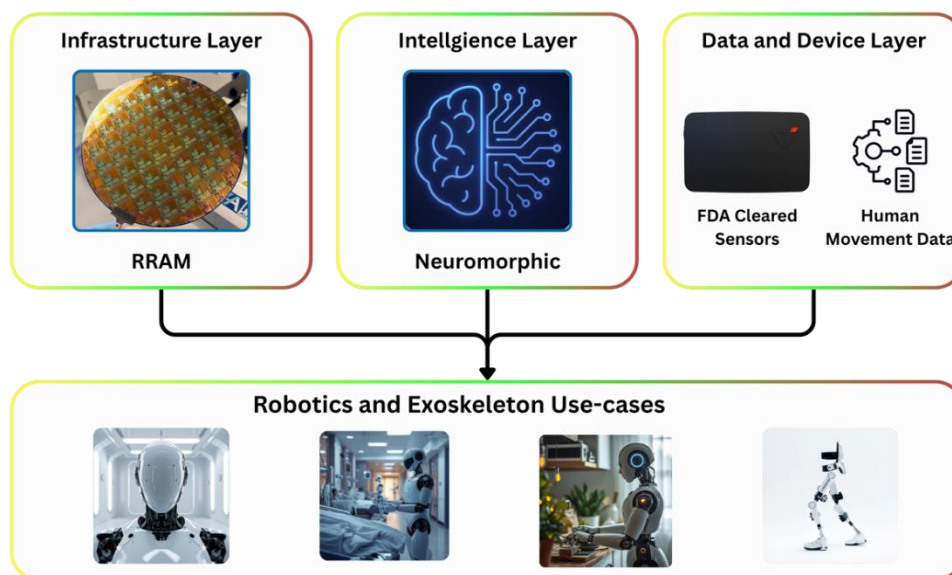 Infrastructure Layer
Intellgience Layer
Data and Device Layer
RRAM
Neuromorphic
FDA Cleared
Sensors
Human
Movement Data
Robotics and Exoskeleton Use-cases